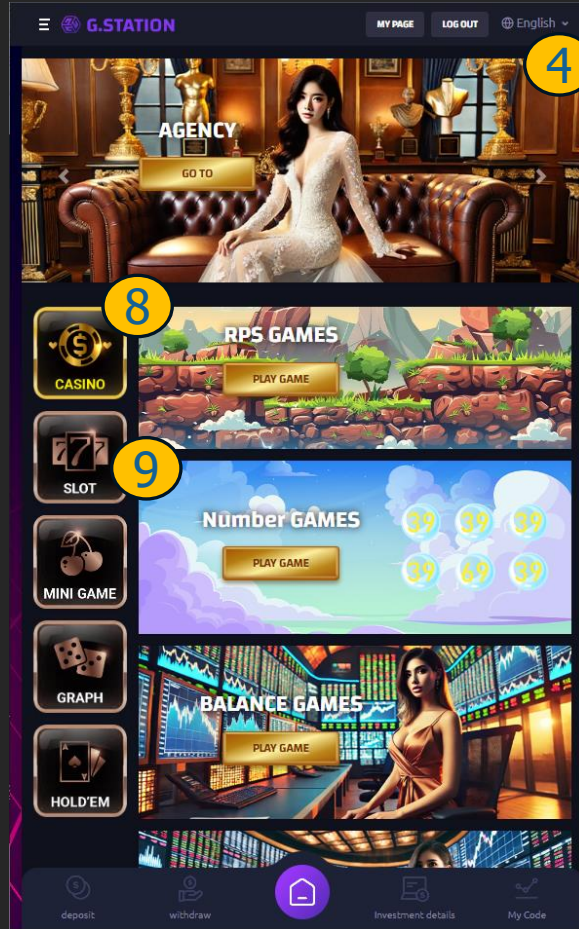 G.STATION
MY PAGE
LOG OUT
English
4
AGENCY
GO TO
8
CASINO
RPS GAMES
PLAY GAME
777
SLOT
9
Number GAMES
39 39 39
PLAY GAME
39 69 39
MINI GAME
GRAPH
BALANCE GAMES
PLAY GAME
A
HOLD'EM
deposit
withdraw
Investment details
My Code